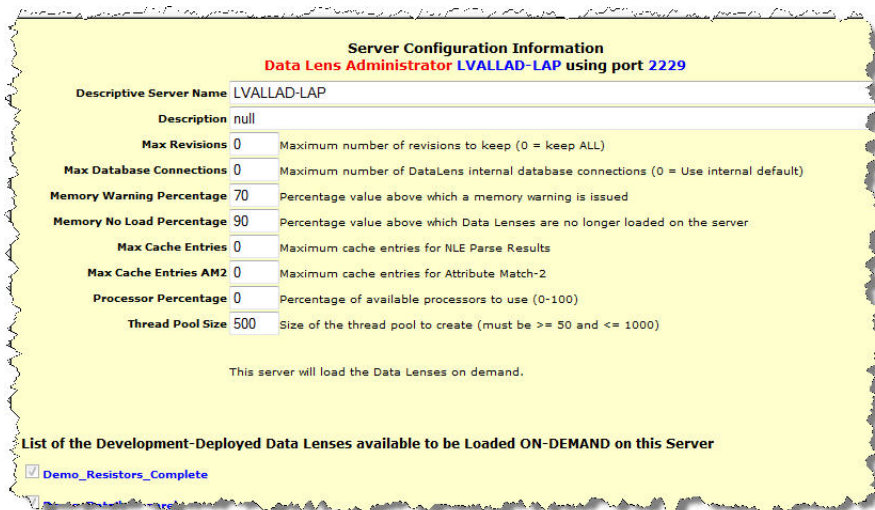 Server Configuration Information
Data Lens Administrator LVALLAD-LAP using port 2229
Descriptive Server Name LVALLAD-LAP
Description null
Max Revisions 0 Maximum number of revisions to keep (0 = keep ALL)
Max Database Connections 0 Maximum number of DataLens internal database connections (0 = Use internal default)
Memory Warning Percentage 70 Percentage value above which a memory warning is issued
Memory No Load Percentage 90 Percentage value above which Data Lenses are no longer loaded on the server
Max Cache Entries 0 Maximum cache entries for NLE Parse Results
Max Cache Entries AM2 0 Maximum cache entries for Attribute Match-2
Processor Percentage 0 Percentage of available processors to use (0-100)
Thread Pool Size 500 Size of the thread pool to create (must be >= 50 and <= 1000)
This server will load the Data Lenses on demand.
List of the Development-Deployed Data Lenses available to be Loaded ON-DEMAND on this Server
Demo_Resistors_Complete